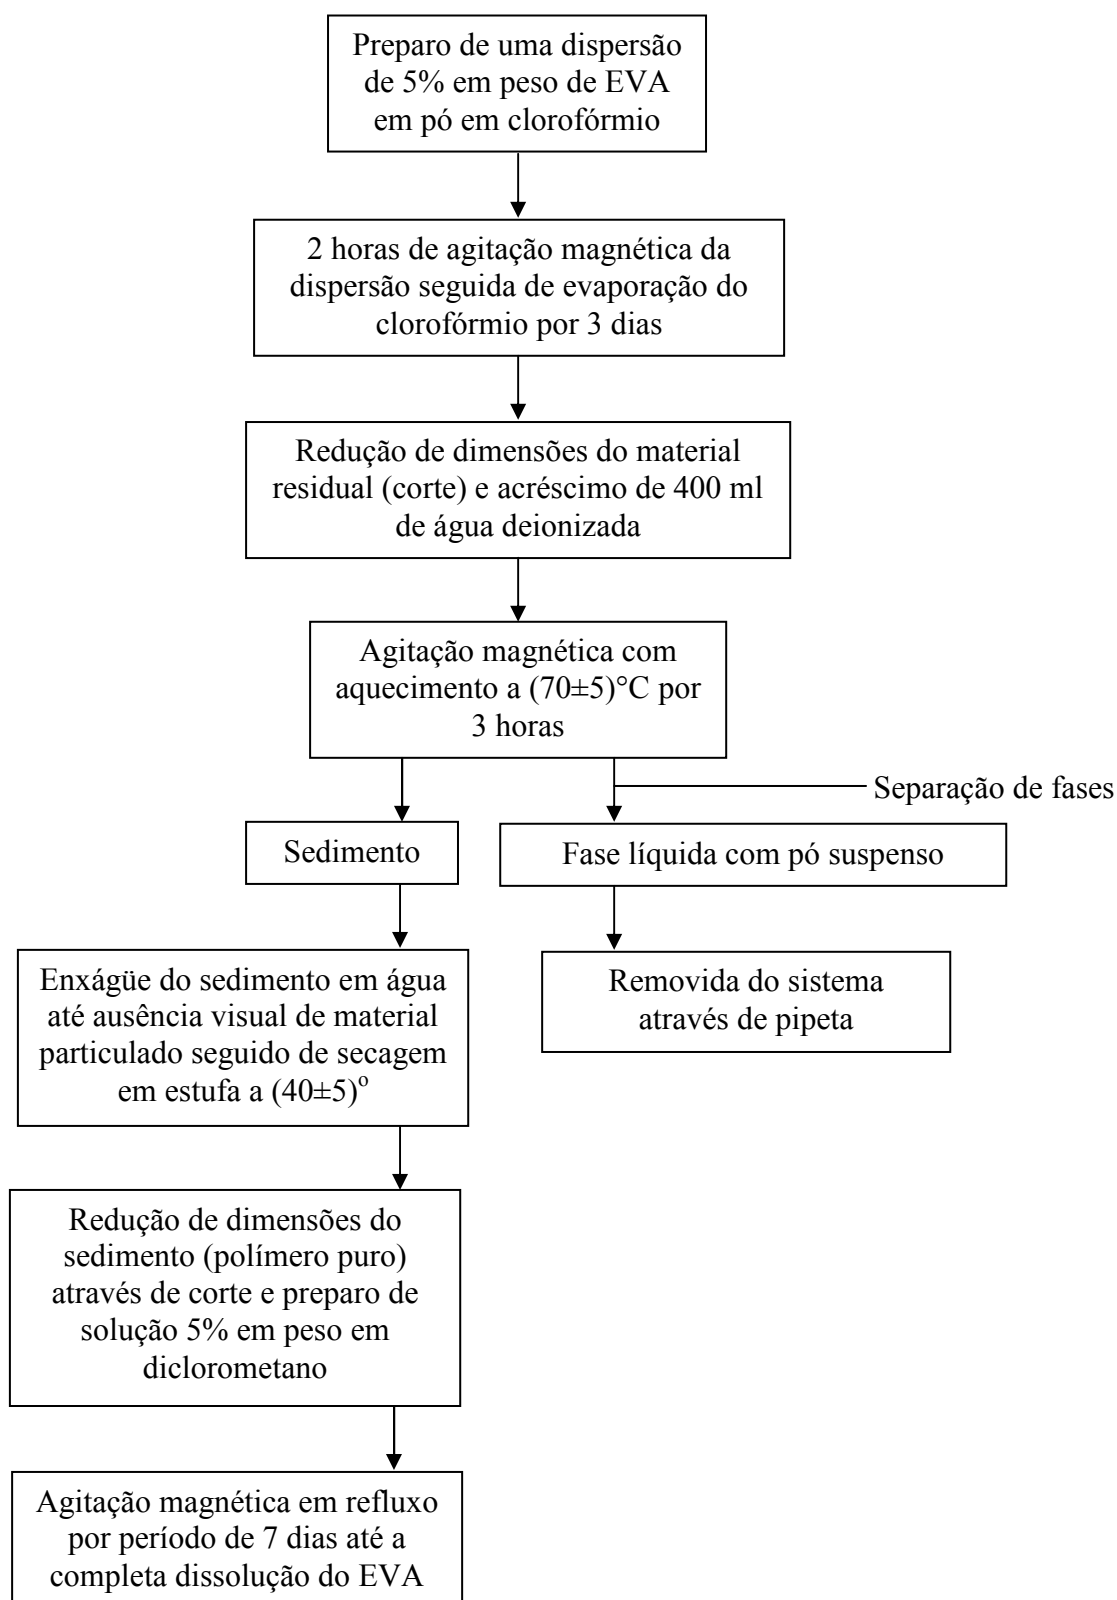 Preparo de uma dispersão
de 5% em peso de EVA
em pó em clorofórmio
2 horas de agitação magnética da
dispersão seguida de evaporação do
clorofórmio por 3 dias
Redução de dimensões do material
residual (corte) e acréscimo de 400 ml
de água deionizada
Agitação magnética com
aquecimento a (70±5)°C por
3 horas
Separação de fases
Sedimento
Fase líquida com pó suspenso
Enxágüe do sedimento em água
até ausência visual de material
particulado seguido de secagem
em estufa a (40±5)º
Removida do sistema
através de pipeta
Redução de dimensões do
sedimento (polímero puro)
através de corte e preparo de
solução 5% em peso em
diclorometano
Agitação magnética em refluxo
por período de 7 dias até a
completa dissolução do EVA